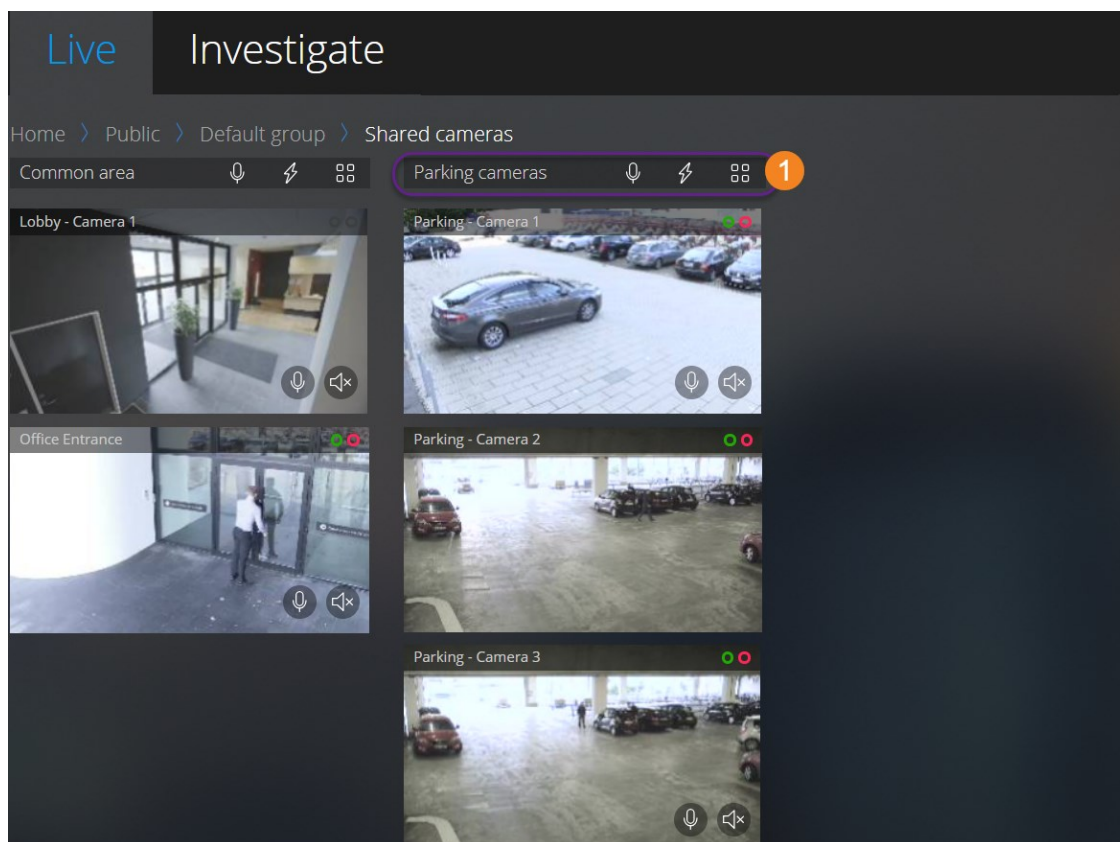 Live Investigate
Home > Public > Default group > Shared cameras
Common area
Parking cameras
1
Lobby - Camera 1
Parking - Camera 1
Office Entrance
Parking - Camera 2
Parking - Camera 3